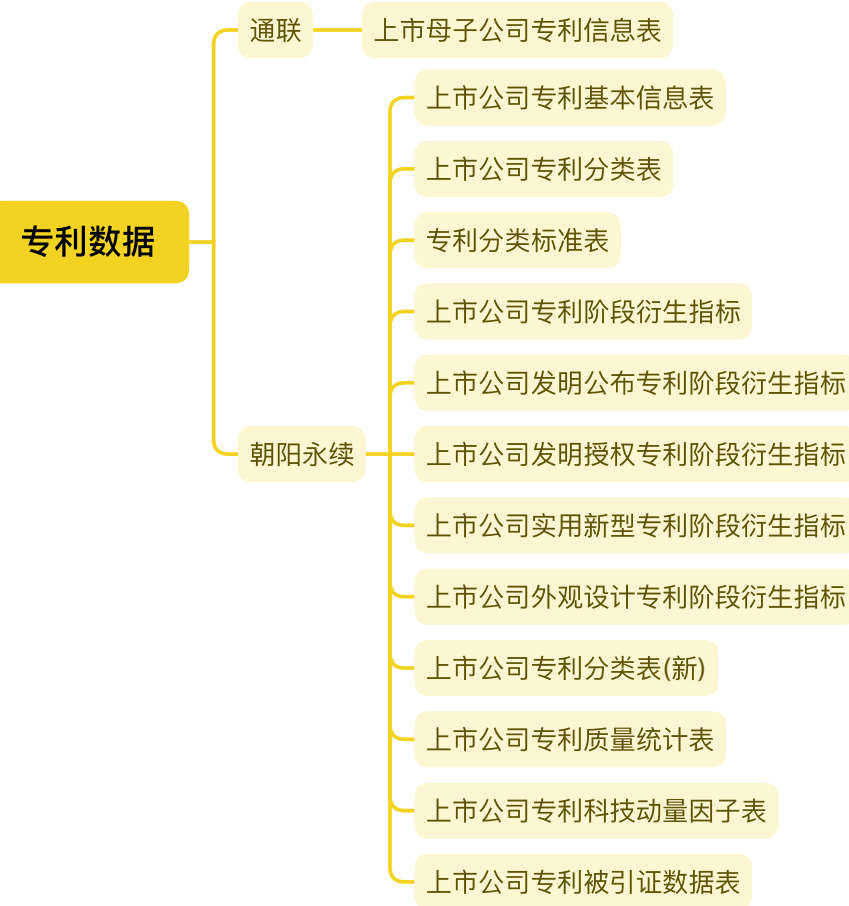 通联
上市母子公司专利信息表
上市公司专利基本信息表
上市公司专利分类表
专利数据
专利分类标准表
上市公司专利阶段衍生指标
上市公司发明公布专利阶段衍生指标
朝阳永续
上市公司发明授权专利阶段衍生指标
上市公司实用新型专利阶段衍生指标
上市公司外观设计专利阶段衍生指标
上市公司专利分类表(新)
上市公司专利质量统计表
上市公司专利科技动量因子表
上市公司专利被引证数据表